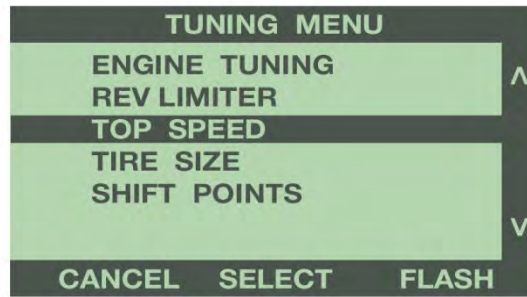 TUNING MENU
ENGINE TUNING
REV LIMITER
TOP SPEED
TIRE SIZE
SHIFT POINTS
CANCEL SELECT FLASH